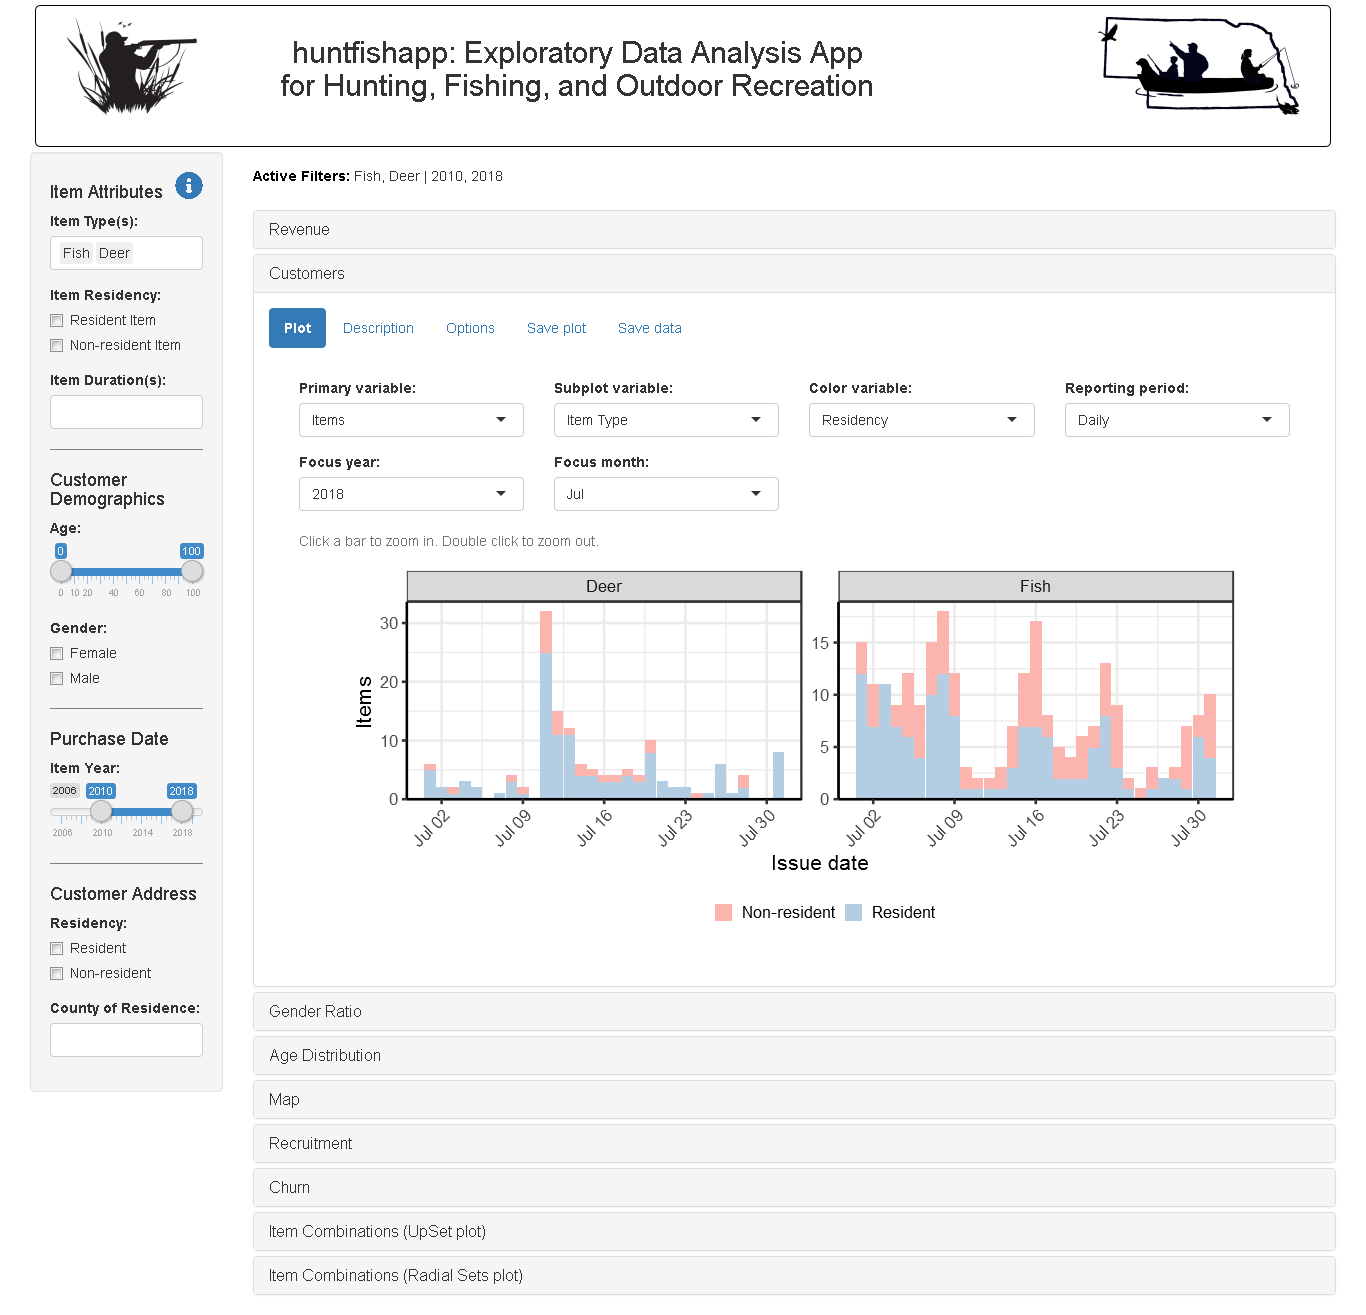 huntfishapp: Exploratory Data Analysis App
for Hunting, Fishing, and Outdoor Recreation
Item Attributes
Item Type(s):
Fish Deer
Item Residency:
Resident Item
Non-resident Item
Item Duration(s):
Customer
Demographics
Age:
0 100
0 10 20 40 60 80 100
Gender:
Female
Male
Purchase Date
Item Year:
2006 2010 2018
2006 2010 2014 2018
Customer Address
Residency:
Resident
Non-resident
County of Residence:
Active Filters: Fish, Deer | 2010, 2018
Revenue
Customers
Plot Description Options Save plot Save data
Primary variable: Subplot variable: Color variable: Reporting period:
Items Item Type Residency Daily
Focus year: Focus month:
2018 Jul
Click a bar to zoom in. Double click to zoom out.
Deer Fish
Items
30
20
10
0
15
10
5
0
Jul 02 Jul 09 Jul 16 Jul 23 Jul 30 Jul 02 Jul 09 Jul 16 Jul 23 Jul 30
Issue date
Non-resident Resident
Gender Ratio
Age Distribution
Map
Recruitment
Churn
Item Combinations (UpSet plot)
Item Combinations (Radial Sets plot)